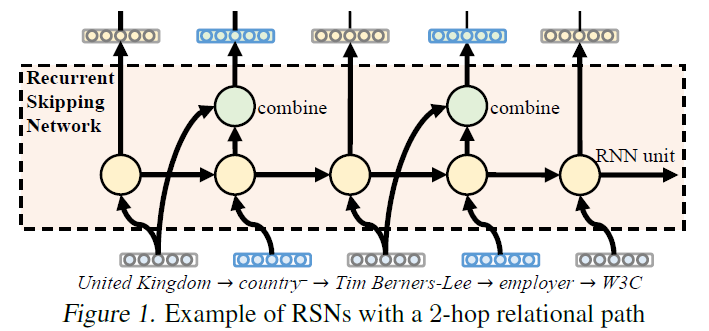 Recurrent
Skipping
Network
combine
combine
RNN unit
United Kingdom → country⁻ → Tim Berners-Lee → employer → W3C
Figure 1. Example of RSNs with a 2-hop relational path